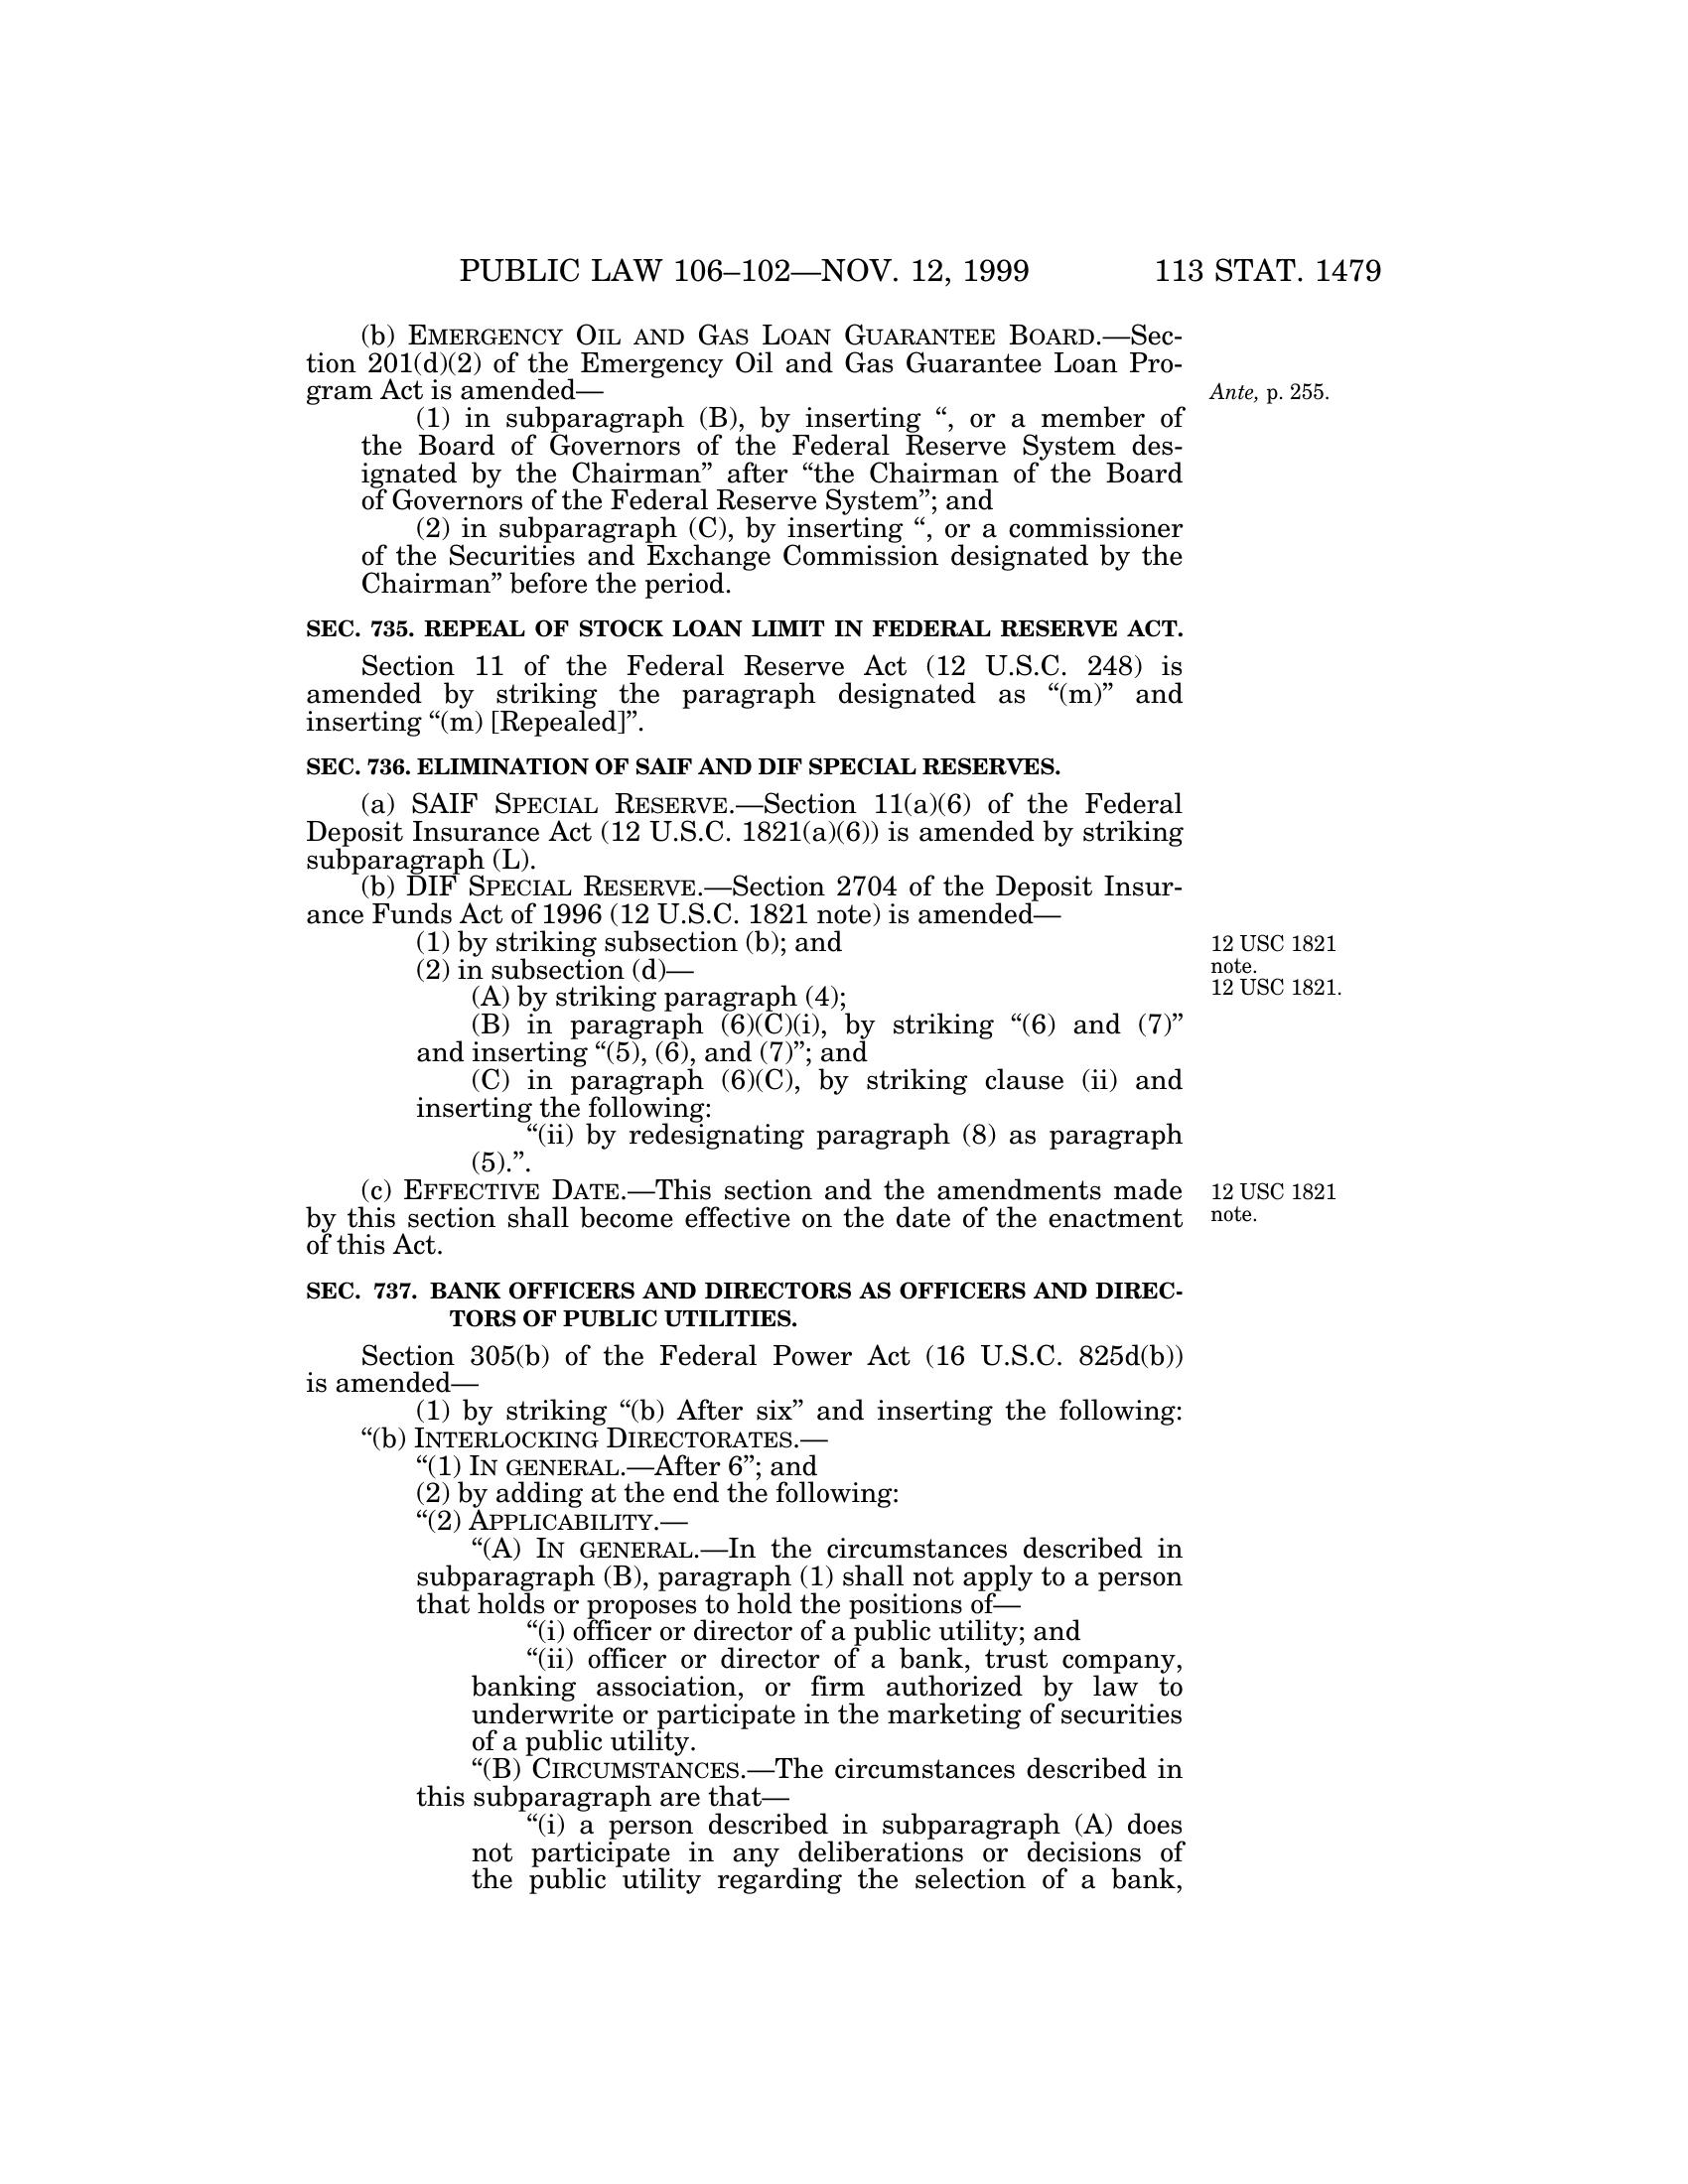 PUBLIC LAW 106–102—NOV. 12, 1999 113 STAT. 1479
(b) EMERGENCY OIL AND GAS LOAN GUARANTEE BOARD.—Sec-
tion 201(d)(2) of the Emergency Oil and Gas Guarantee Loan Pro-
gram Act is amended—
Ante, p. 255.
(1) in subparagraph (B), by inserting “, or a member of
the Board of Governors of the Federal Reserve System des-
ignated by the Chairman” after “the Chairman of the Board
of Governors of the Federal Reserve System”; and
(2) in subparagraph (C), by inserting “, or a commissioner
of the Securities and Exchange Commission designated by the
Chairman” before the period.
SEC. 735. REPEAL OF STOCK LOAN LIMIT IN FEDERAL RESERVE ACT.
Section 11 of the Federal Reserve Act (12 U.S.C. 248) is
amended by striking the paragraph designated as “(m)” and
inserting “(m) [Repealed]”.
SEC. 736. ELIMINATION OF SAIF AND DIF SPECIAL RESERVES.
(a) SAIF SPECIAL RESERVE.—Section 11(a)(6) of the Federal
Deposit Insurance Act (12 U.S.C. 1821(a)(6)) is amended by striking
subparagraph (L).
(b) DIF SPECIAL RESERVE.—Section 2704 of the Deposit Insur-
ance Funds Act of 1996 (12 U.S.C. 1821 note) is amended—
(1) by striking subsection (b); and
(2) in subsection (d)—
12 USC 1821
note.
12 USC 1821.
(A) by striking paragraph (4);
(B) in paragraph (6)(C)(i), by striking “(6) and (7)”
and inserting “(5), (6), and (7)”; and
(C) in paragraph (6)(C), by striking clause (ii) and
inserting the following:
“(ii) by redesignating paragraph (8) as paragraph
(5).”.
(c) EFFECTIVE DATE.—This section and the amendments made
by this section shall become effective on the date of the enactment
of this Act.
12 USC 1821
note.
SEC. 737. BANK OFFICERS AND DIRECTORS AS OFFICERS AND DIREC-
TORS OF PUBLIC UTILITIES.
Section 305(b) of the Federal Power Act (16 U.S.C. 825d(b))
is amended—
(1) by striking “(b) After six” and inserting the following:
“(b) INTERLOCKING DIRECTORATES.—
“(1) IN GENERAL.—After 6”; and
(2) by adding at the end the following:
“(2) APPLICABILITY.—
“(A) IN GENERAL.—In the circumstances described in
subparagraph (B), paragraph (1) shall not apply to a person
that holds or proposes to hold the positions of—
“(i) officer or director of a public utility; and
“(ii) officer or director of a bank, trust company,
banking association, or firm authorized by law to
underwrite or participate in the marketing of securities
of a public utility.
“(B) CIRCUMSTANCES.—The circumstances described in
this subparagraph are that—
“(i) a person described in subparagraph (A) does
not participate in any deliberations or decisions of
the public utility regarding the selection of a bank,